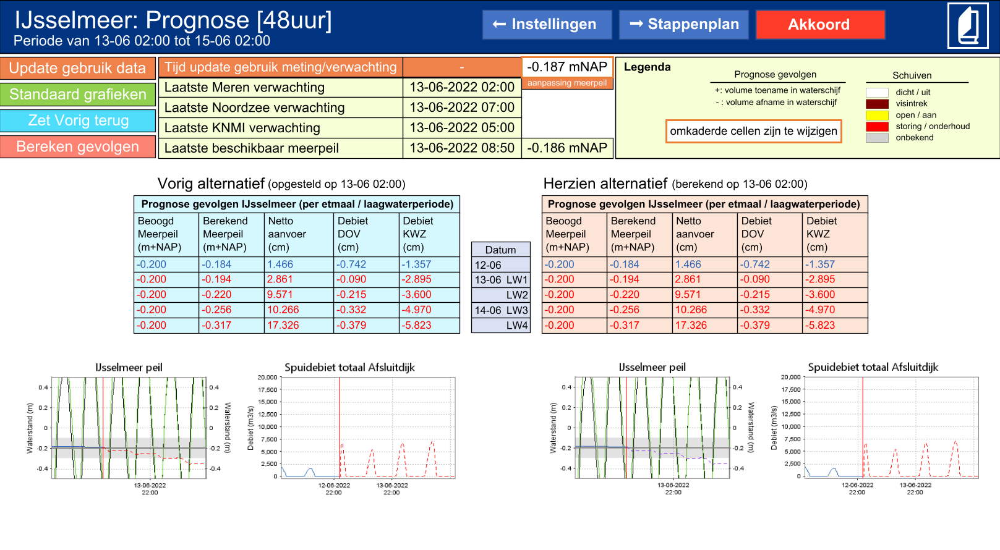 IJsselmeer: Prognose [48uur]
Periode van 13-06 02:00 tot 15-06 02:00
← Instellingen
→ Stappenplan
Akkoord
Update gebruik data
Standaard grafieken
Zet Vorig terug
Bereken gevolgen
Tijd update gebruik meting/verwachting - -0.187 mNAP
aanpassing meerpeil
Laatste Meren verwachting 13-06-2022 02:00
Laatste Noordzee verwachting 13-06-2022 07:00
Laatste KNMI verwachting 13-06-2022 05:00
Laatste beschikbaar meerpeil 13-06-2022 08:50 -0.186 mNAP
Legenda
Prognose gevolgen
+: volume toename in waterschijf
- : volume afname in waterschijf
omkaderde cellen zijn te wijzigen
Schuiven
dicht / uit
visintrek
open / aan
storing / onderhoud
onbekend
Vorig alternatief (opgesteld op 13-06 02:00)
Prognose gevolgen IJsselmeer (per etmaal / laagwaterperiode)
Beoogd Berekend Netto Debiet Debiet
Meerpeil Meerpeil aanvoer DOV KWZ
(m+NAP) (m+NAP) (cm) (cm) (cm)
-0.200 -0.184 1.466 -0.742 -1.357
-0.200 -0.194 2.861 -0.090 -2.895
-0.200 -0.220 9.571 -0.215 -3.600
-0.200 -0.256 10.266 -0.332 -4.970
-0.200 -0.317 17.326 -0.379 -5.823
Datum
12-06
13-06 LW1
LW2
14-06 LW3
LW4
Herzien alternatief (berekend op 13-06 02:00)
Prognose gevolgen IJsselmeer (per etmaal / laagwaterperiode)
Beoogd Berekend Netto Debiet Debiet
Meerpeil Meerpeil aanvoer DOV KWZ
(m+NAP) (m+NAP) (cm) (cm) (cm)
-0.200 -0.184 1.466 -0.742 -1.357
-0.200 -0.194 2.861 -0.090 -2.895
-0.200 -0.220 9.571 -0.215 -3.600
-0.200 -0.256 10.266 -0.332 -4.970
-0.200 -0.317 17.326 -0.379 -5.823
IJsselmeer peil
Waterstand (m)
0.4 0.4
0.2 0.2
0 0
-0.2 -0.2
-0.4 -0.4
Waterstand (m)
13-06-2022
22:00
Spuidebiet totaal Afsluitdijk
Debiet (m3/s)
20,000
17,500
15,000
12,500
10,000
7,500
5,000
2,500
0
12-06-2022 13-06-2022
22:00 22:00
IJsselmeer peil
Waterstand (m)
0.4 0.4
0.2 0.2
0 0
-0.2 -0.2
-0.4 -0.4
Waterstand (m)
13-06-2022
22:00
Spuidebiet totaal Afsluitdijk
Debiet (m3/s)
20,000
17,500
15,000
12,500
10,000
7,500
5,000
2,500
0
12-06-2022 13-06-2022
22:00 22:00